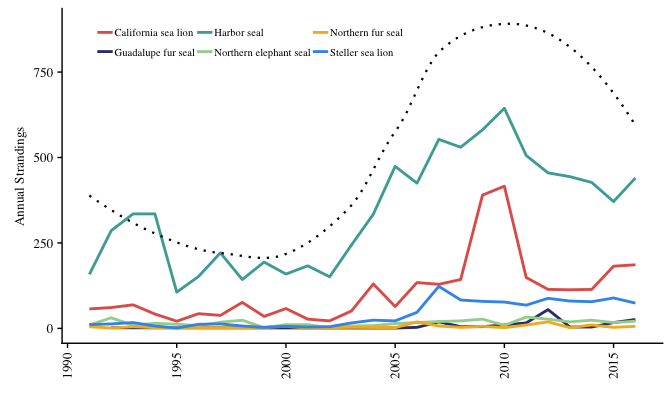 California sea lion Harbor seal Northern fur seal
Guadalupe fur seal Northern elephant seal Steller sea lion
Annual Strandings
750
500
250
0
1990 1995 2000 2005 2010 2015